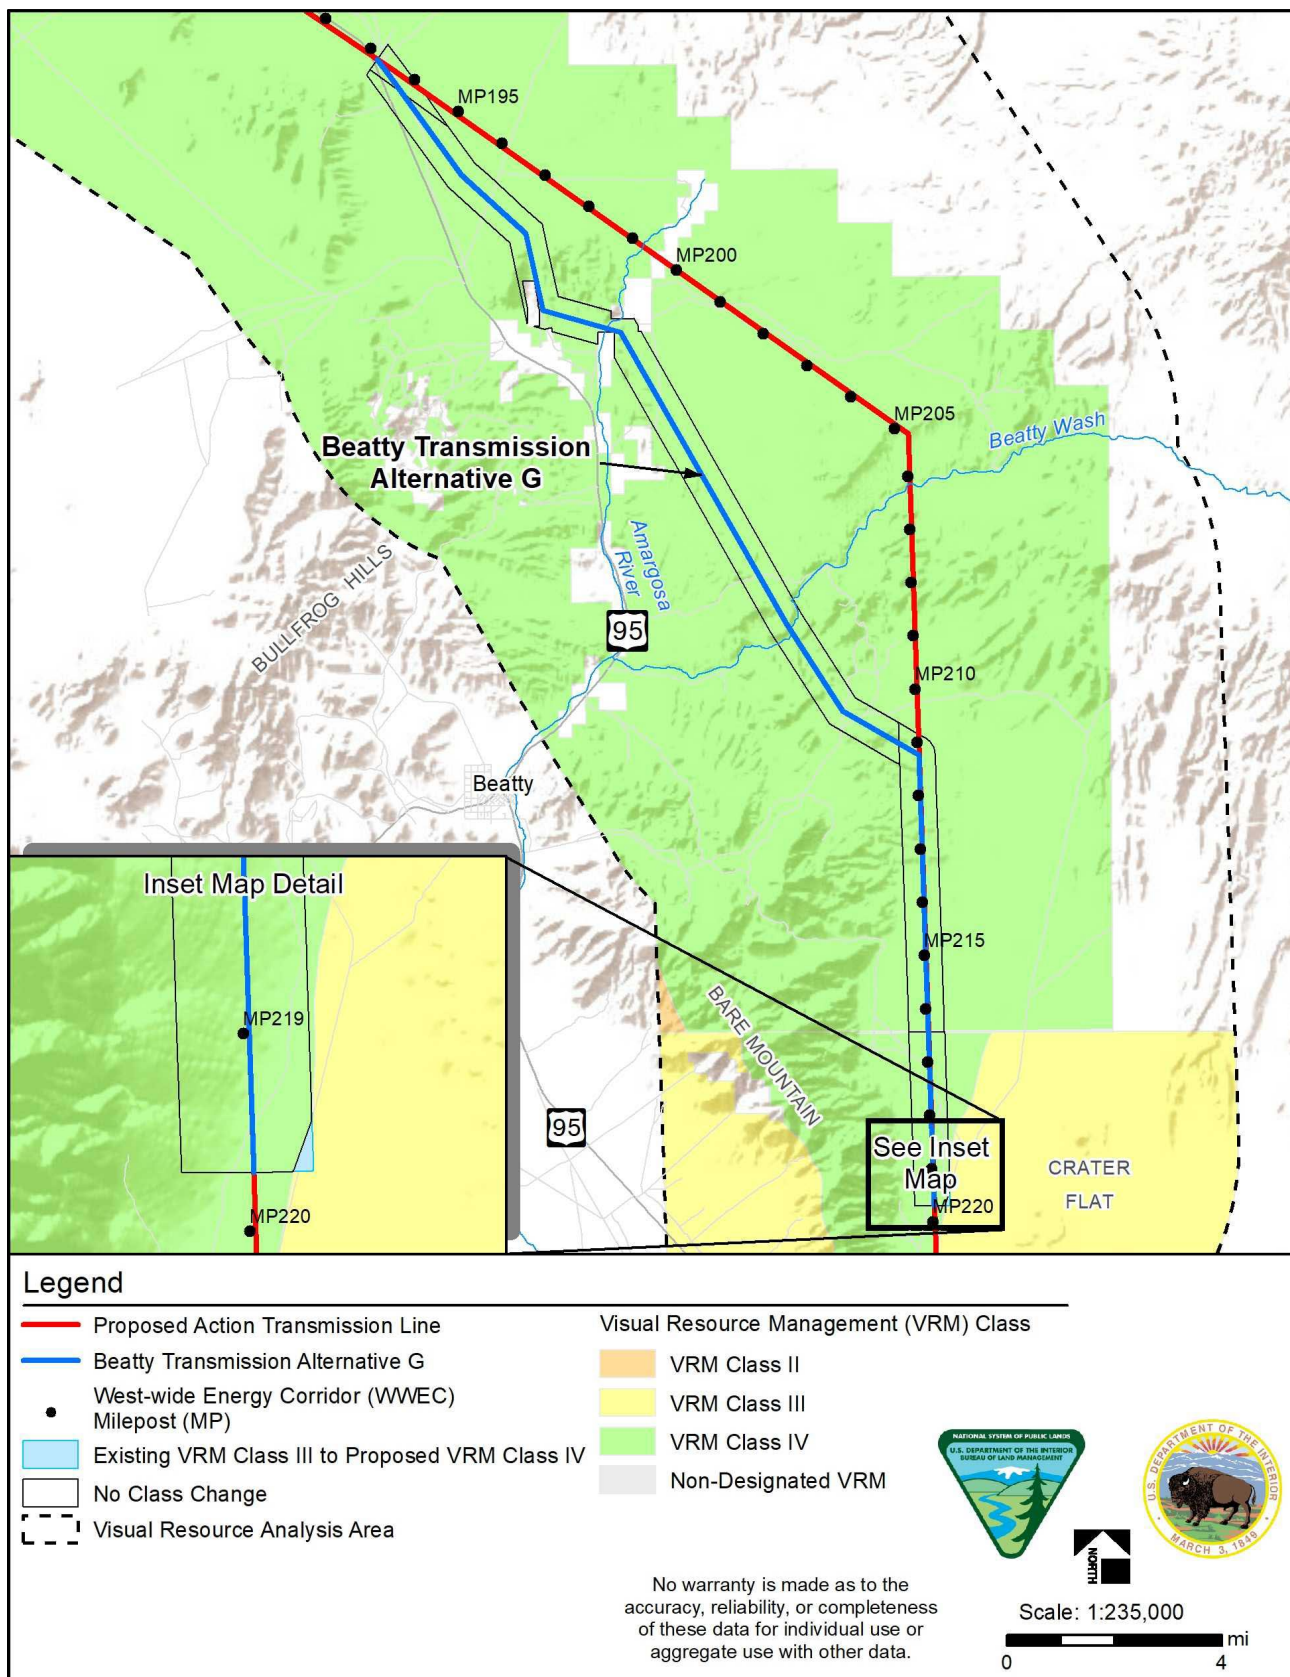 MP195
MP200
MP205
Beatty Wash
Beatty Transmission
Alternative G
Amargosa
River
BULLFROG HILLS
95
MP210
Beatty
Inset Map Detail
MP219
MP220
MP215
BARE MOUNTAIN
95
See Inset
Map
MP220
CRATER
FLAT
Legend
Proposed Action Transmission Line
Beatty Transmission Alternative G
West-wide Energy Corridor (WWEC)
Milepost (MP)
Existing VRM Class III to Proposed VRM Class IV
No Class Change
Visual Resource Analysis Area
Visual Resource Management (VRM) Class
VRM Class II
VRM Class III
VRM Class IV
Non-Designated VRM
NATIONAL SYSTEM OF PUBLIC LANDS
U.S. DEPARTMENT OF THE INTERIOR
BUREAU OF LAND MANAGEMENT
U.S. DEPARTMENT OF THE INTERIOR
MARCH 3, 1849
NORTH
No warranty is made as to the
accuracy, reliability, or completeness
of these data for individual use or
aggregate use with other data.
Scale: 1:235,000
mi
0 4